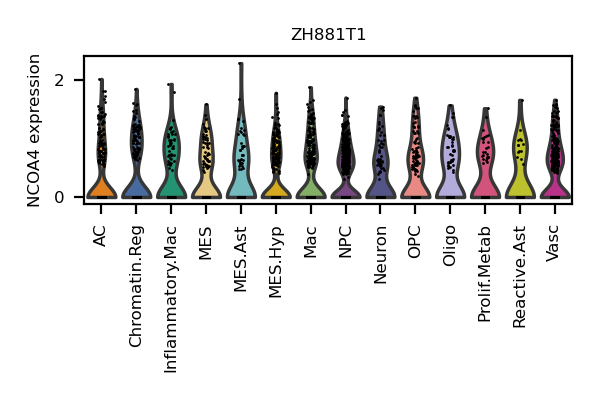 ZH881T1
NCOA4 expression
2
0
AC
Chromatin.Reg
Inflammatory.Mac
MES
MES.Ast
MES.Hyp
Mac
NPC
Neuron
OPC
Oligo
Prolif.Metab
Reactive.Ast
Vasc